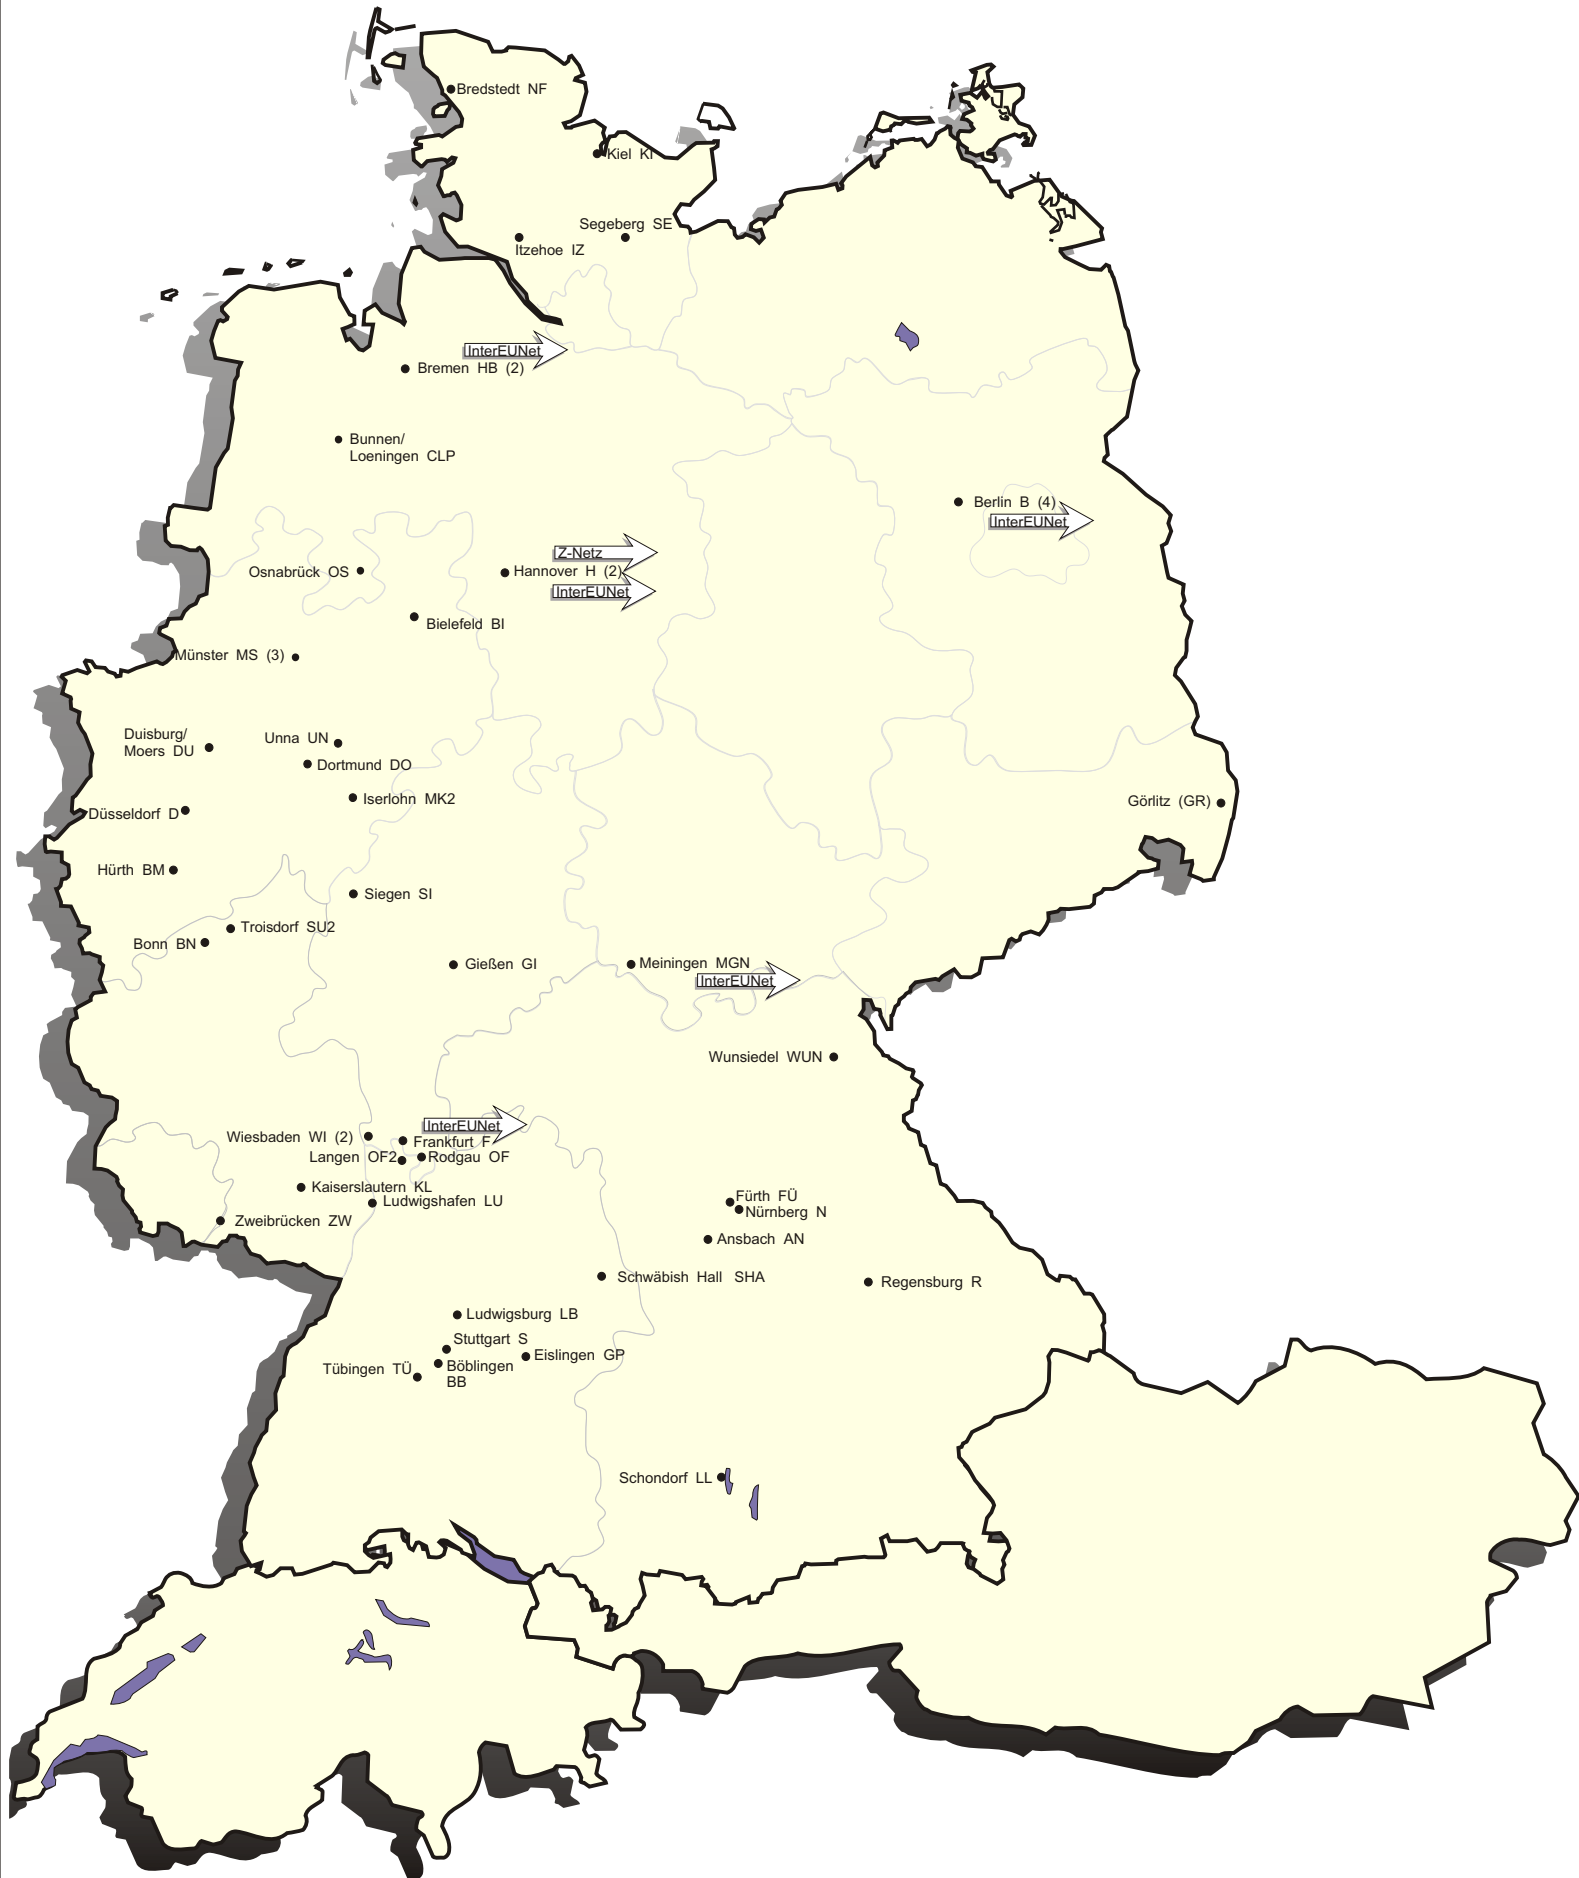 Bredstedt NF
Kiel KI
Segeberg SE
Itzehoe IZ
InterEUNet
Bremen HB (2)
Bunnen/
Loeningen CLP
Berlin B (4)
InterEUNet
Z-Netz
Osnabrück OS
Hannover H (2)
InterEUNet
Bielefeld BI
Münster MS (3)
Duisburg/
Moers DU
Unna UN
Dortmund DO
Iserlohn MK2
Görlitz (GR)
Düsseldorf D
Hürth BM
Siegen SI
Troisdorf SU2
Bonn BN
Gießen GI
Meiningen MGN
InterEUNet
Wunsiedel WUN
InterEUNet
Wiesbaden WI (2)
Frankfurt F
Langen OF2
Rodgau OF
Kaiserslautern KL
Ludwigshafen LU
Fürth FÜ
Nürnberg N
Zweibrücken ZW
Ansbach AN
Schwäbish Hall SHA
Regensburg R
Ludwigsburg LB
Stuttgart S
Eislingen GP
Tübingen TÜ
Böblingen
BB
Schondorf LL